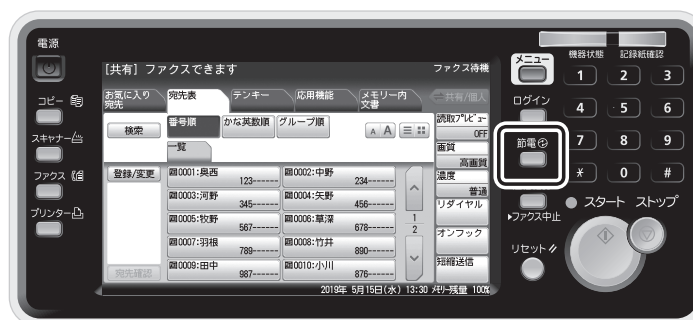 電源
コピー
スキャナー
ファクス
プリンター
[共有] ファクスできます
ファクス待機
お気に入り
宛先
宛先表
テンキー
応用機能
メモリー内
文書
共有/個人
検索
番号順
かな英数順
グループ順
一覧
A A
読取プレビュー
OFF
画質
高画質
濃度
普通
リダイヤル
オンフック
短縮送信
登録/変更
0001:奥西
123------
0002:中野
234------
0003:河野
345------
0004:矢野
456------
0005:牧野
567------
0006:草深
678------
0007:羽根
789------
0008:竹井
890------
0009:田中
987------
0010:小川
876------
1
2
宛先確認
2019年 5月15日(水) 13:30 メモリー残量 100%
メニュー
ログイン
節電
▶ファクス中止
リセット
機器状態 記録紙確認
1 2 3
4 5 6
7 8 9
* 0 #
スタート ストップ